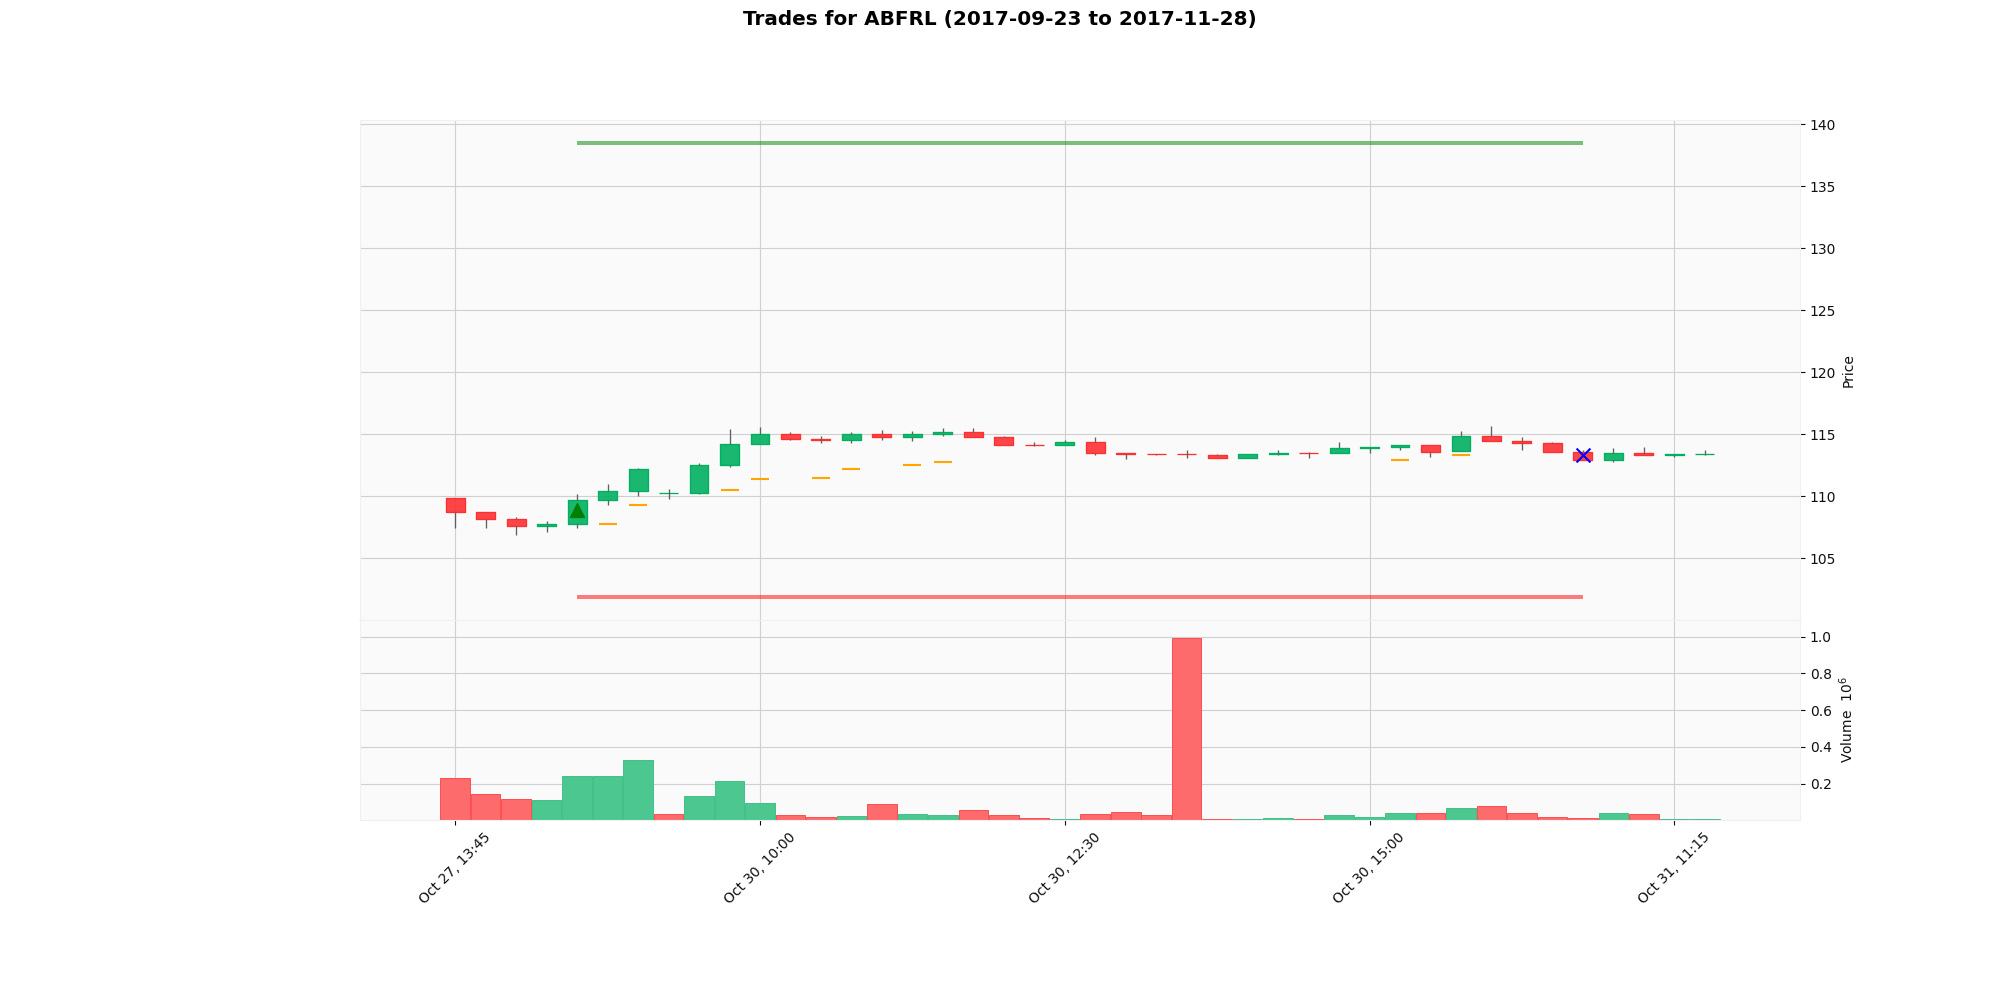 Trades for ABFRL (2017-09-23 to 2017-11-28)
140
135
130
125
120
115
110
105
Price
1.0
0.8
0.6
0.4
0.2
Volume 10^6
Oct 27, 13:45
Oct 30, 10:00
Oct 30, 12:30
Oct 30, 15:00
Oct 31, 11:15